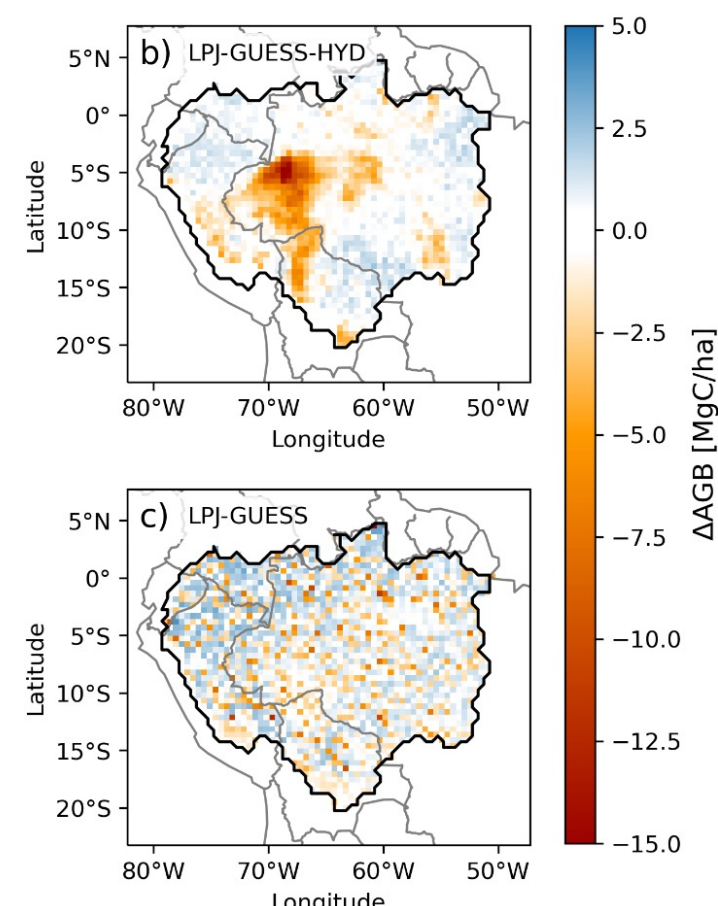 b) LPJ-GUESS-HYD
5°N
0°
5°S
10°S
15°S
20°S
Latitude
80°W 70°W 60°W 50°W
Longitude
c) LPJ-GUESS
5°N
0°
5°S
10°S
15°S
20°S
Latitude
80°W 70°W 60°W 50°W
Longitude
5.0
2.5
0.0
−2.5
−5.0
−7.5
−10.0
−12.5
−15.0
ΔAGB [MgC/ha]